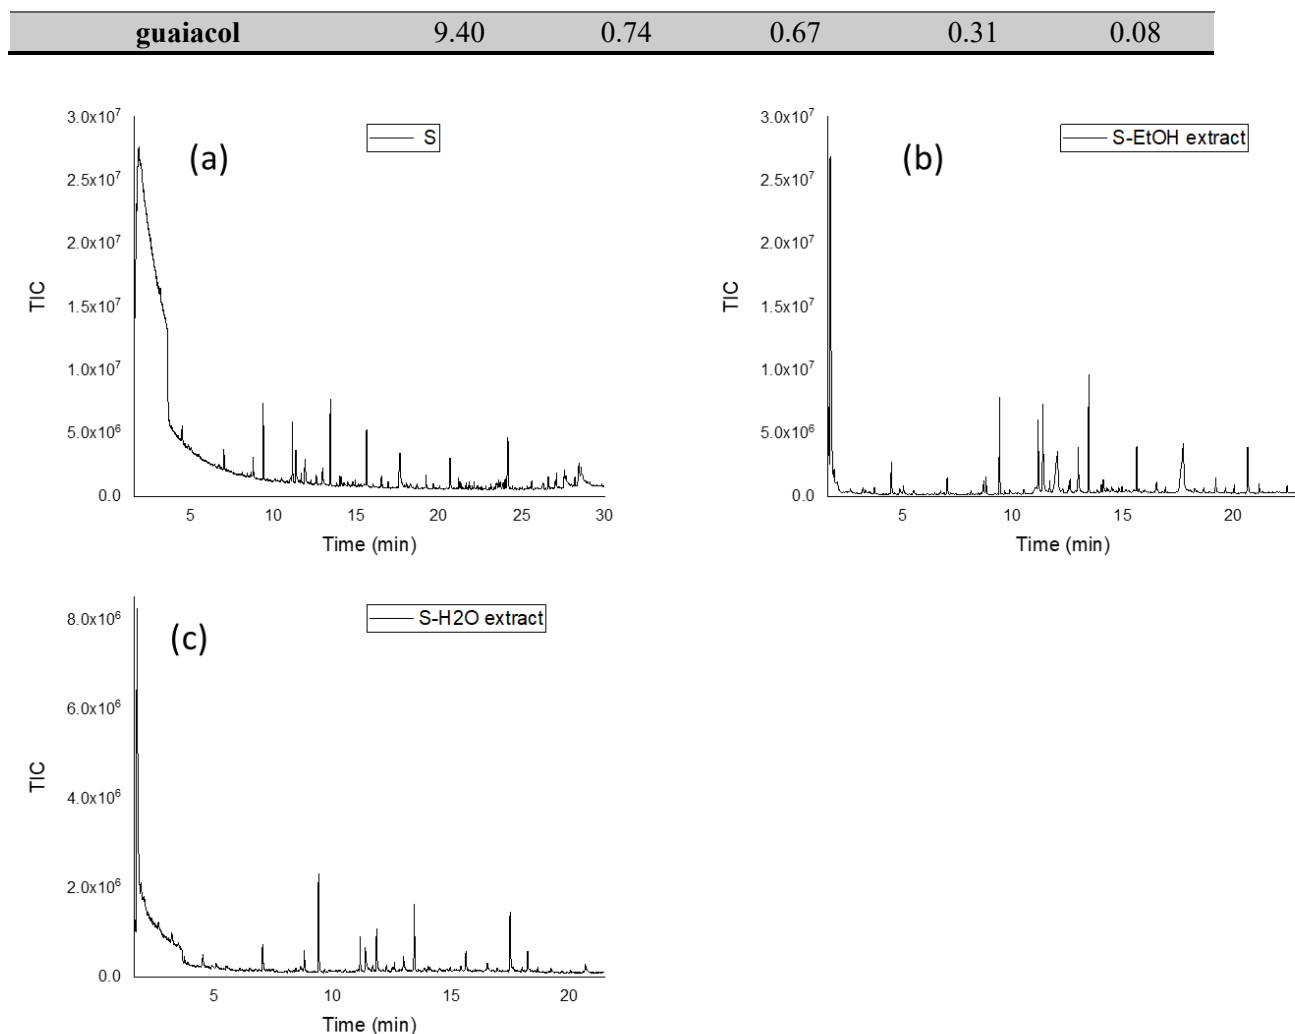 guaiacol 9.40 0.74 0.67 0.31 0.08
3.0x10⁷
2.5x10⁷
2.0x10⁷
1.5x10⁷
1.0x10⁷
5.0x10⁶
0.0
TIC
(a)
S
5 10 15 20 25 30
Time (min)
3.0x10⁷
2.5x10⁷
2.0x10⁷
1.5x10⁷
1.0x10⁷
5.0x10⁶
0.0
TIC
(b)
S-EtOH extract
5 10 15 20
Time (min)
8.0x10⁶
6.0x10⁶
4.0x10⁶
2.0x10⁶
0.0
TIC
(c)
S-H2O extract
5 10 15 20
Time (min)